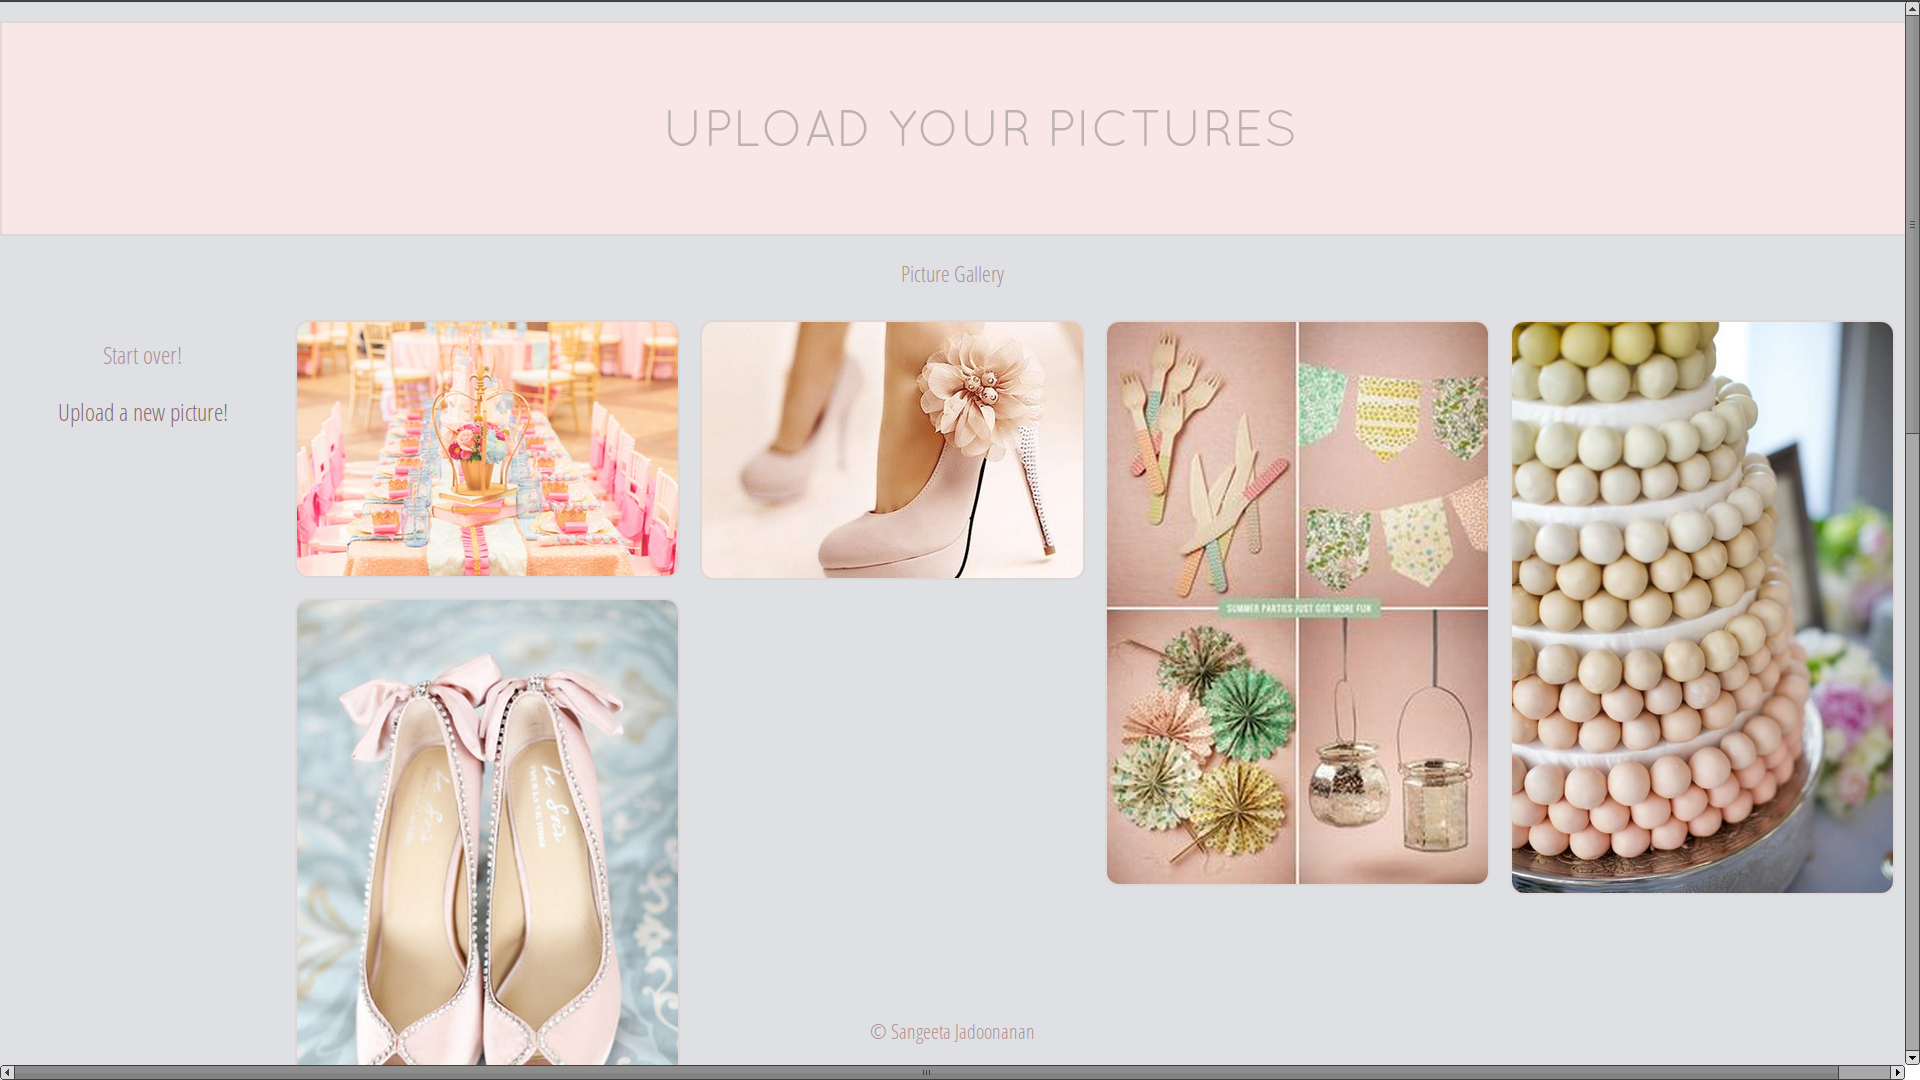 UPLOAD YOUR PICTURES
Picture Gallery
Start over!
Upload a new picture!
SUMMER PARTIES JUST GOT MORE FUN
© Sangeeta Jadoonanan